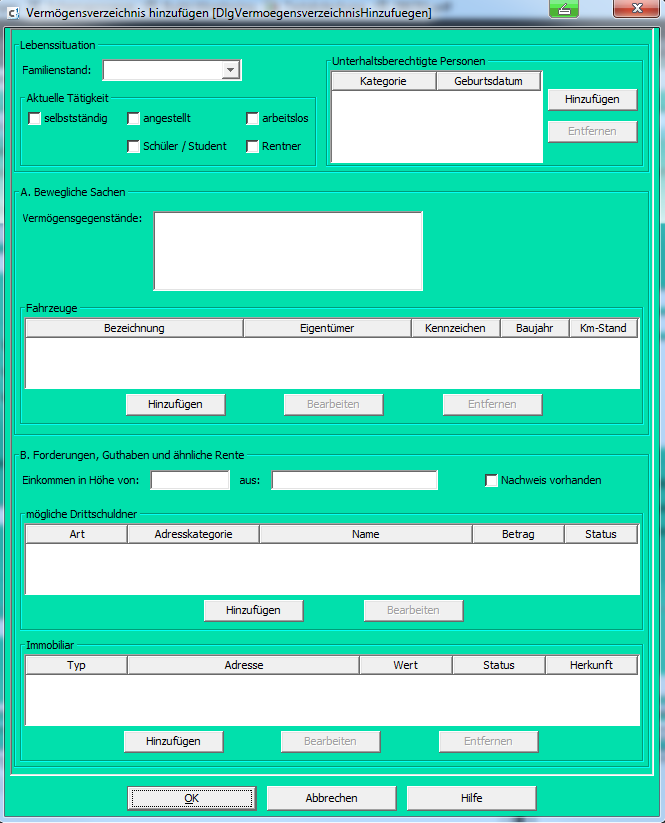 Vermögensverzeichnis hinzufügen [DlgVermoegensverzeichnisHinzufuegen]
Lebenssituation
Familienstand:
Unterhaltsberechtigte Personen
Kategorie Geburtsdatum
Hinzufügen
Entfernen
Aktuelle Tätigkeit
selbstständig angestellt arbeitslos
Schüler / Student Rentner
A. Bewegliche Sachen
Vermögensgegenstände:
Fahrzeuge
Bezeichnung Eigentümer Kennzeichen Baujahr Km-Stand
Hinzufügen Bearbeiten Entfernen
B. Forderungen, Guthaben und ähnliche Rente
Einkommen in Höhe von: aus: Nachweis vorhanden
mögliche Drittschuldner
Art Adresskategorie Name Betrag Status
Hinzufügen Bearbeiten
Immobiliar
Typ Adresse Wert Status Herkunft
Hinzufügen Bearbeiten Entfernen
OK Abbrechen Hilfe